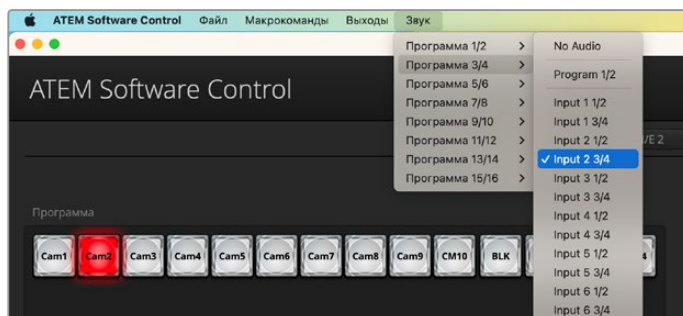 ATEM Software Control Файл Макрокоманды Выходы Звук
Программа 1/2 > No Audio
Программа 3/4 >
Program 1/2
ATEM Software Control
Программа 5/6 >
Программа 7/8 > Input 1 1/2
Программа 9/10 > Input 1 3/4
Программа 11/12 > Input 2 1/2
VE 2
Программа 13/14 > ✓ Input 2 3/4
Программа 15/16 > Input 3 1/2
Input 3 3/4
Программа
Input 4 1/2
Input 4 3/4
Cam1 Cam2 Cam3 Cam4 Cam5 Cam6 Cam7 Cam8 Cam9 CM10 BLK
Input 5 1/2
4
Input 5 3/4
Input 6 1/2
Input 6 3/4